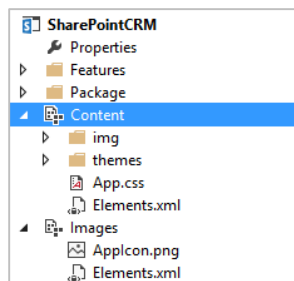 SharePointCRM
Properties
Features
Package
Content
img
themes
App.css
Elements.xml
Images
AppIcon.png
Elements.xml